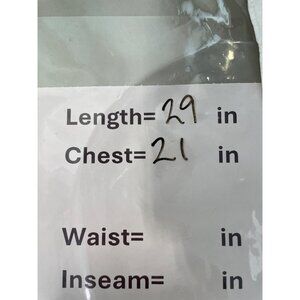 Length= 29 in
Chest= 21 in
Waist= in
Inseam= in